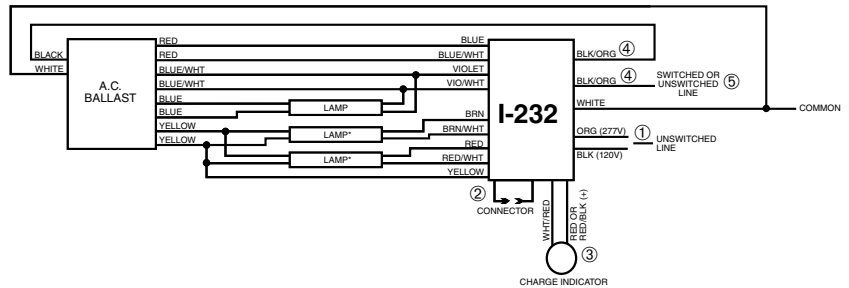 RED BLUE
RED BLUE/WHT BLK/ORG ④
BLACK
WHITE
BLUE/WHT VIOLET
BLUE/WHT VIO/WHT BLK/ORG ④ SWITCHED OR UNSWITCHED LINE ⑤
A.C. BALLAST
BLUE
BLUE LAMP
WHITE COMMON
I-232
YELLOW BRN
YELLOW LAMP* BRN/WHT
ORG (277V) ① UNSWITCHED LINE
BLK (120V)
RED
LAMP* RED/WHT
YELLOW
② CONNECTOR
WHT/RED
RED OR
RED/BLK (+)
③
CHARGE INDICATOR